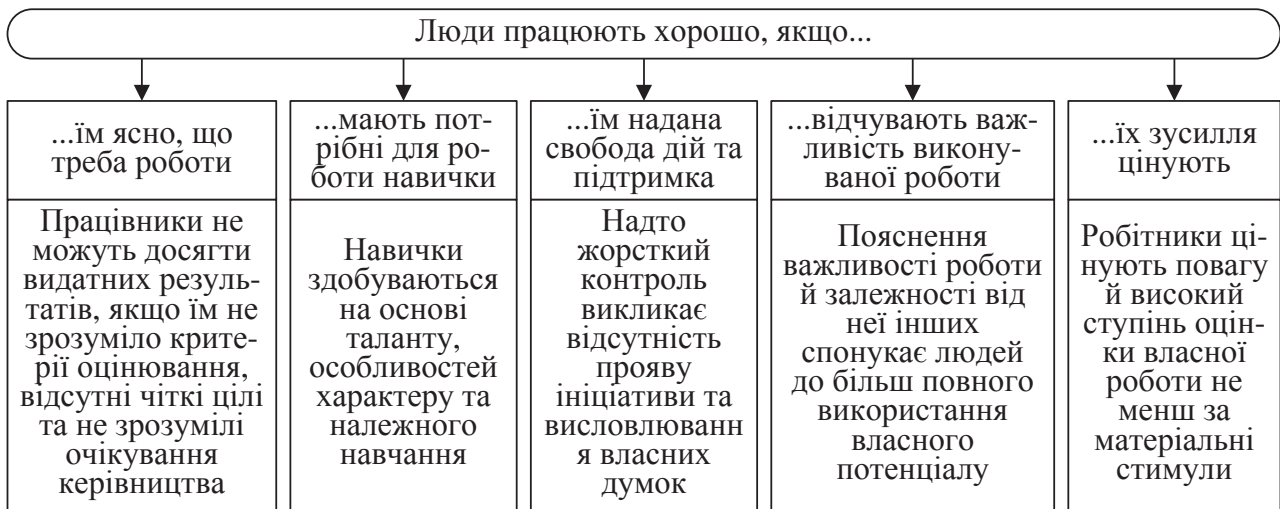 Люди працюють хорошо, якщо...
...їм ясно, що
треба роботи
...мають пот-
рібні для ро-
боти навички
...їм надана
свобода дій та
підтримка
...відчувають важ-
ливість викону-
ваної роботи
...їх зусилля
цінують
Працівники не
можуть досягти
видатних резуль-
татів, якщо їм не
зрозуміло крите-
рії оцінювання,
відсутні чіткі цілі
та не зрозумілі
очікування
керівництва
Навички
здобуваються
на основі
таланту,
особливостей
характеру та
належного
навчання
Надто
жорсткий
контроль
викликає
відсутність
прояву
ініціативи та
висловлюванн
я власних
думок
Пояснення
важливості роботи
й залежності від
неї інших
спонукає людей
до більш повного
використання
власного
потенціалу
Робітники ці-
нують повагу
й високий
ступінь оцін-
ки власної
роботи не
менш за
матеріальні
стимули